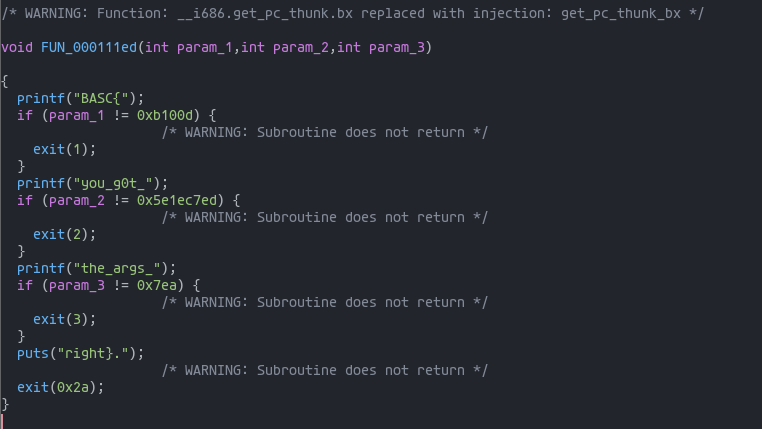 /* WARNING: Function: __i686.get_pc_thunk.bx replaced with injection: get_pc_thunk_bx */
void FUN_000111ed(int param_1,int param_2,int param_3)
{
  printf("BASC{");
  if (param_1 != 0xb100d) {
                    /* WARNING: Subroutine does not return */
    exit(1);
  }
  printf("you_g0t_");
  if (param_2 != 0x5e1ec7ed) {
                    /* WARNING: Subroutine does not return */
    exit(2);
  }
  printf("the_args_");
  if (param_3 != 0x7ea) {
                    /* WARNING: Subroutine does not return */
    exit(3);
  }
  puts("right}.");
                    /* WARNING: Subroutine does not return */
  exit(0x2a);
}